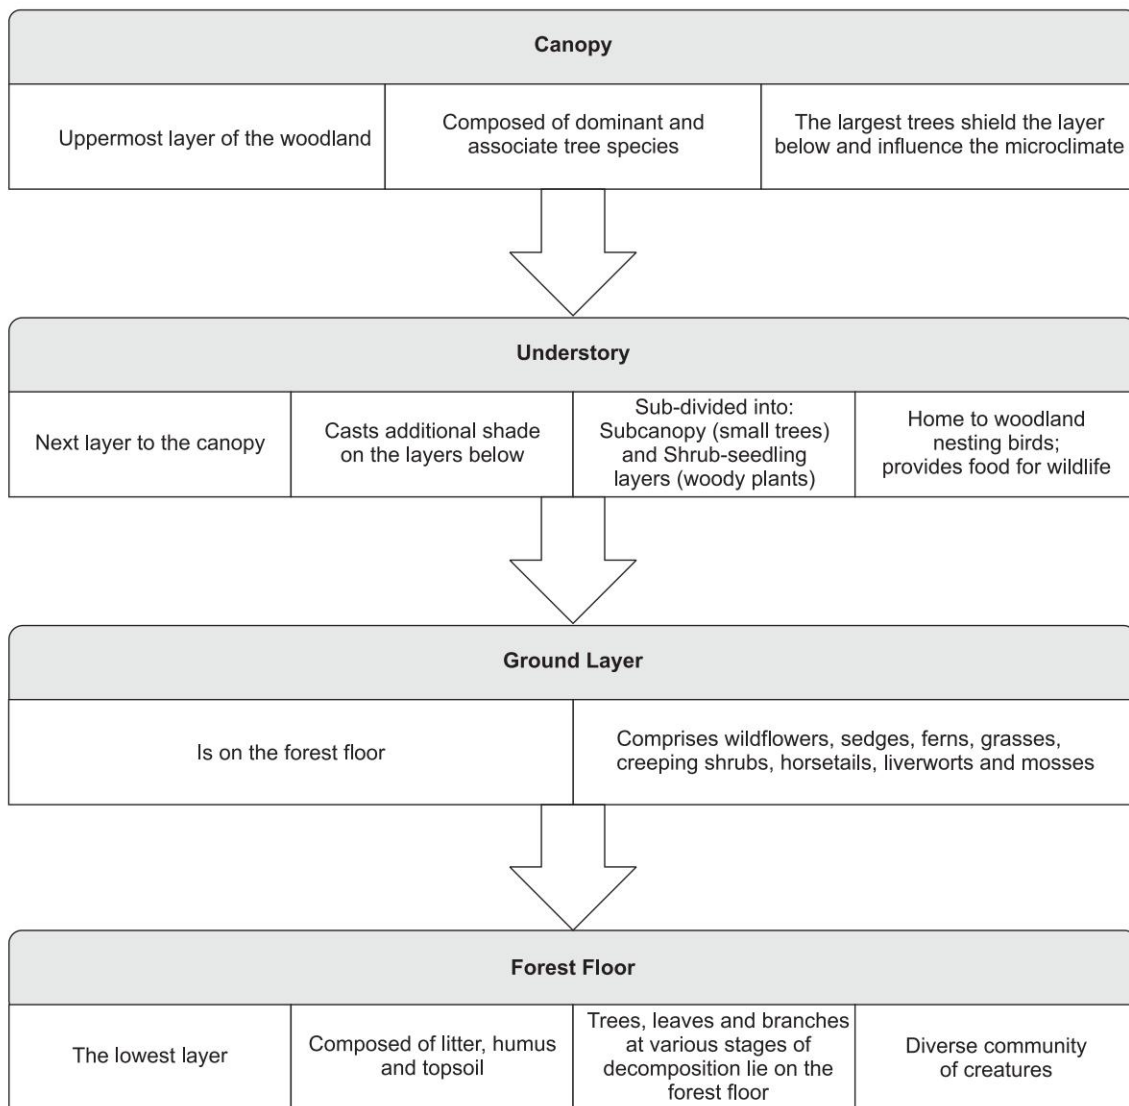 Canopy
Uppermost layer of the woodland
Composed of dominant and
associate tree species
The largest trees shield the layer
below and influence the microclimate
Understory
Next layer to the canopy
Casts additional shade
on the layers below
Sub-divided into:
Subcanopy (small trees)
and Shrub-seedling
layers (woody plants)
Home to woodland
nesting birds;
provides food for wildlife
Ground Layer
Is on the forest floor
Comprises wildflowers, sedges, ferns, grasses,
creeping shrubs, horsetails, liverworts and mosses
Forest Floor
The lowest layer
Composed of litter, humus
and topsoil
Trees, leaves and branches
at various stages of
decomposition lie on the
forest floor
Diverse community
of creatures